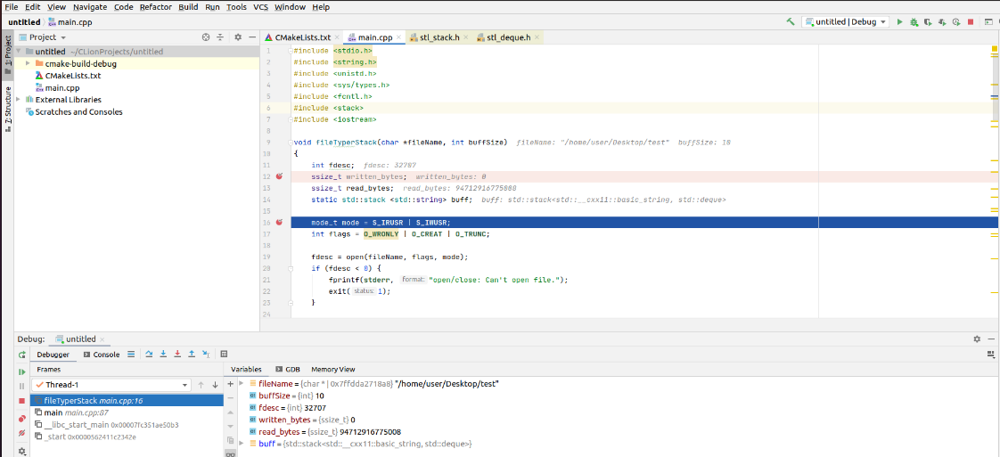 File Edit View Navigate Code Refactor Build Run Tools VCS Window Help
untitled main.cpp untitled | Debug
Project CMakeLists.txt main.cpp stl_stack.h stl_deque.h
1: Project
7: Structure
untitled ~/CLionProjects/untitled
cmake-build-debug
CMakeLists.txt
main.cpp
External Libraries
Scratches and Consoles
1 #include <stdio.h>
2 #include <string.h>
3 #include <unistd.h>
4 #include <sys/types.h>
5 #include <fcntl.h>
6 #include <stack>
7 #include <iostream>
8
9 void fileTyperStack(char *fileName, int buffSize) fileName: "/home/user/Desktop/test" buffSize: 10
10 {
11 int fdesc; fdesc: 32707
12 ssize_t written_bytes; written_bytes: 0
13 ssize_t read_bytes; read_bytes: 94712916775008
14 static std::stack <std::string> buff; buff: std::stack<std::__cxx11::basic_string, std::deque>
15
16 mode_t mode = S_IRUSR | S_IWUSR;
17 int flags = O_WRONLY | O_CREAT | O_TRUNC;
18
19 fdesc = open(fileName, flags, mode);
20 if (fdesc < 0) {
21 fprintf(stderr, format: "open/close: Can't open file.");
22 exit( status: 1);
23 }
24
Debug: untitled
Debugger Console
Frames Variables GDB Memory View
Thread-1
fileTyperStack main.cpp:16
main main.cpp:87
__libc_start_main 0x00007fc351ae50b3
_start 0x0000562411c2342e
fileName = {char * | 0x7ffdda2718a8} "/home/user/Desktop/test"
buffSize = {int} 10
fdesc = {int} 32707
written_bytes = {ssize_t} 0
read_bytes = {ssize_t} 94712916775008
buff = {std::stack<std::__cxx11::basic_string, std::deque>}